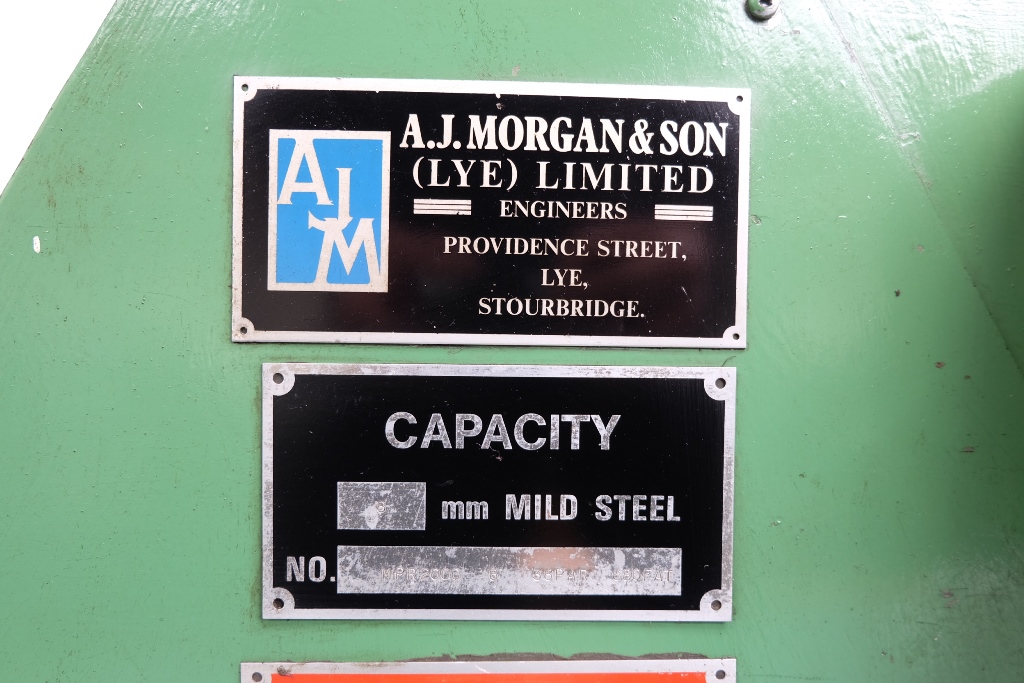 AJM
A.J. MORGAN & SON
(LYE) LIMITED
ENGINEERS
PROVIDENCE STREET,
LYE,
STOURBRIDGE.
CAPACITY
mm MILD STEEL
NO.